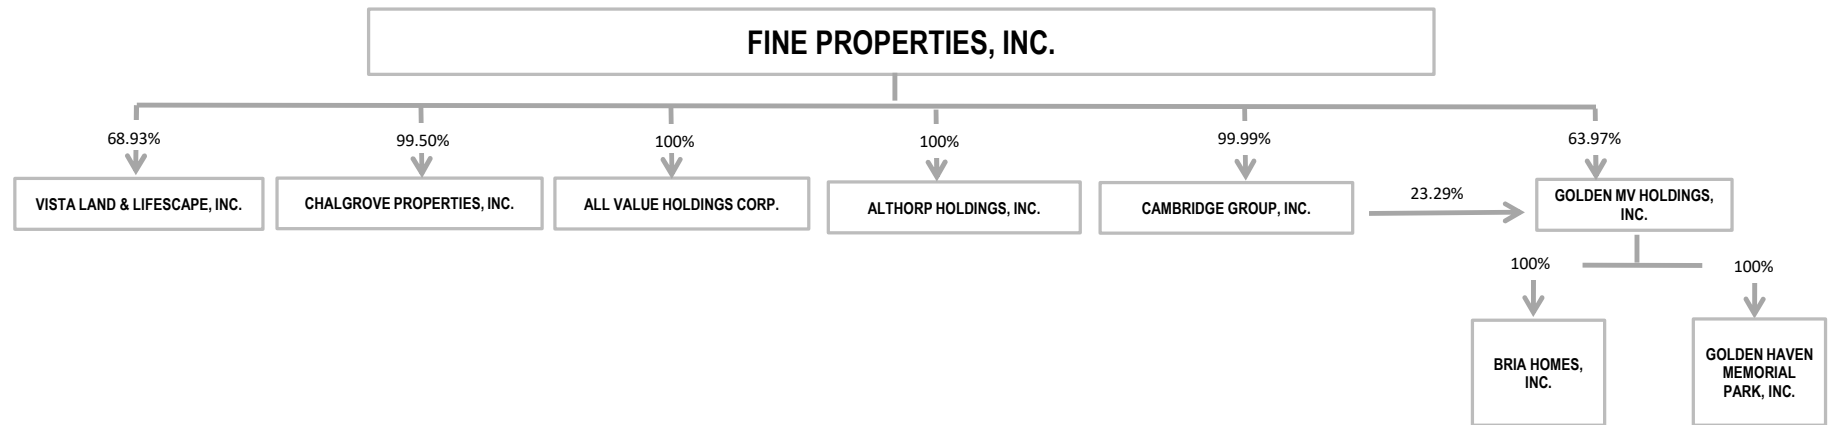 FINE PROPERTIES, INC.
68.93%
99.50%
100%
100%
99.99%
63.97%
VISTA LAND & LIFESCAPE, INC.
CHALGROVE PROPERTIES, INC.
ALL VALUE HOLDINGS CORP.
ALTHORP HOLDINGS, INC.
CAMBRIDGE GROUP, INC.
23.29%
GOLDEN MV HOLDINGS,
INC.
100%
100%
BRIA HOMES,
INC.
GOLDEN HAVEN
MEMORIAL
PARK, INC.